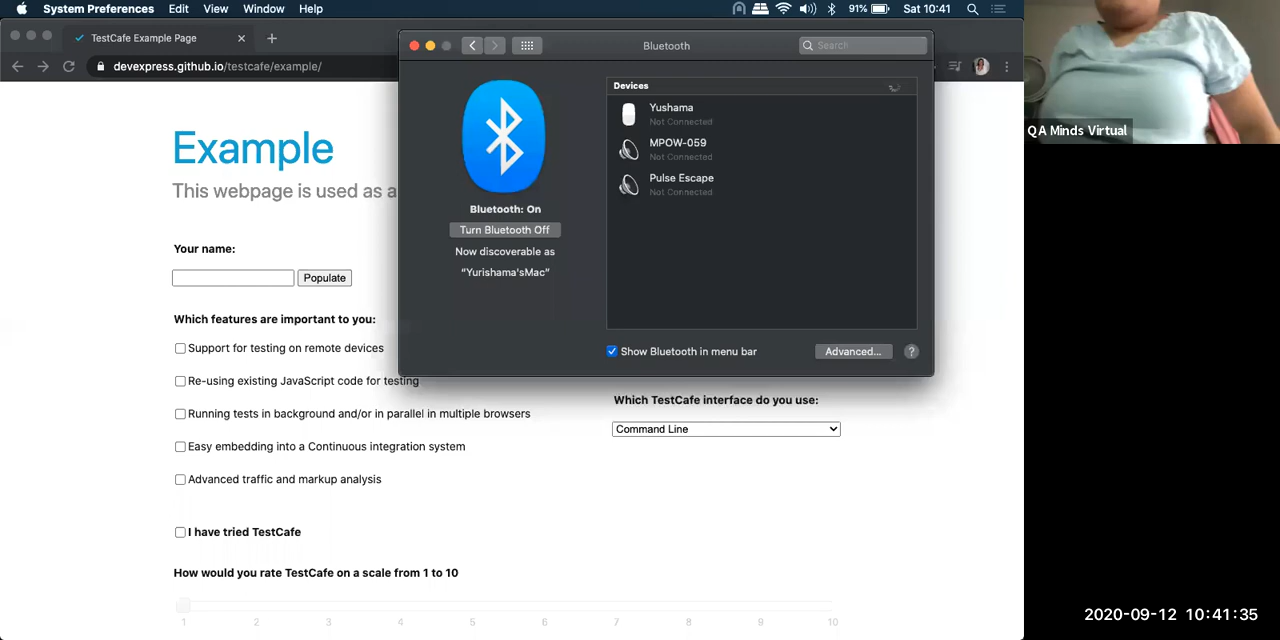 System Preferences Edit View Window Help 91% Sat 10:41
TestCafe Example Page
devexpress.github.io/testcafe/example/
Example
This webpage is used as a
Your name:
Populate
Which features are important to you:
Support for testing on remote devices
Re-using existing JavaScript code for testing
Running tests in background and/or in parallel in multiple browsers
Easy embedding into a Continuous integration system
Advanced traffic and markup analysis
I have tried TestCafe
How would you rate TestCafe on a scale from 1 to 10
1 2 3 4 5 6 7 8 9 10
Which TestCafe interface do you use:
Command Line
Bluetooth
Search
Bluetooth: On
Turn Bluetooth Off
Now discoverable as
“Yurishama'sMac”
Devices
Yushama
Not Connected
MPOW-059
Not Connected
Pulse Escape
Not Connected
Show Bluetooth in menu bar
Advanced...
?
QA Minds Virtual
2020-09-12 10:41:35